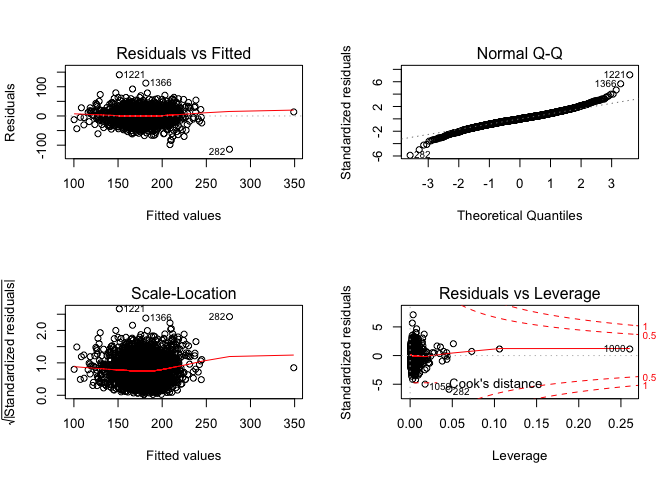 Residuals vs Fitted
Residuals
100
0
-100
1221
1366
282
100 150 200 250 300 350
Fitted values
Normal Q-Q
Standardized residuals
6
2
-2
-6
1221
1366
282
-3 -2 -1 0 1 2 3
Theoretical Quantiles
Scale-Location
√|Standardized residuals|
2.0
1.0
0.0
1221
1366
282
100 150 200 250 300 350
Fitted values
Residuals vs Leverage
Standardized residuals
5
0
-5
1
0.5
1000
0.5
1
Cook's distance
282
0.00 0.05 0.10 0.15 0.20 0.25
Leverage